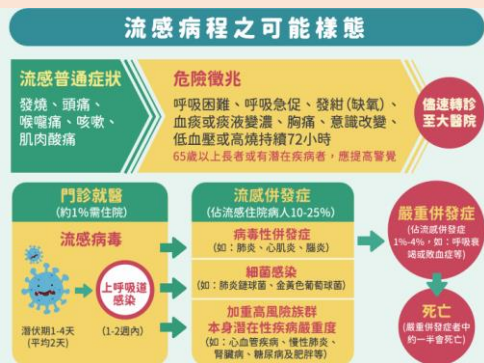 流感病程之可能樣態
流感普通症狀
發燒、頭痛、
喉嚨痛、咳嗽、
肌肉酸痛
危險徵兆
呼吸困難、呼吸急促、發紺(缺氧)、
血痰或痰液變濃、胸痛、意識改變、
低血壓或高燒持續72小時
65歲以上長者或有潛在疾病者，應提高警覺
儘速轉診
至大醫院
門診就醫
(約1%需住院)
流感病毒
上呼吸道
感染
潛伏期1-4天
(平均2天)
(1-2週內)
流感併發症
(佔流感住院病人10-25%)
病毒性併發症
(如：肺炎、心肌炎、腦炎)
細菌感染
(如：肺炎鏈球菌、金黃色葡萄球菌)
加重高風險族群
本身潛在性疾病嚴重度
(如：心血管疾病、慢性肺炎、
腎臟病、糖尿病及肥胖等)
嚴重併發症
(佔流感併發症
1%-4%，如：呼吸衰
竭或敗血症等)
死亡
(嚴重併發症者中
約一半會死亡)